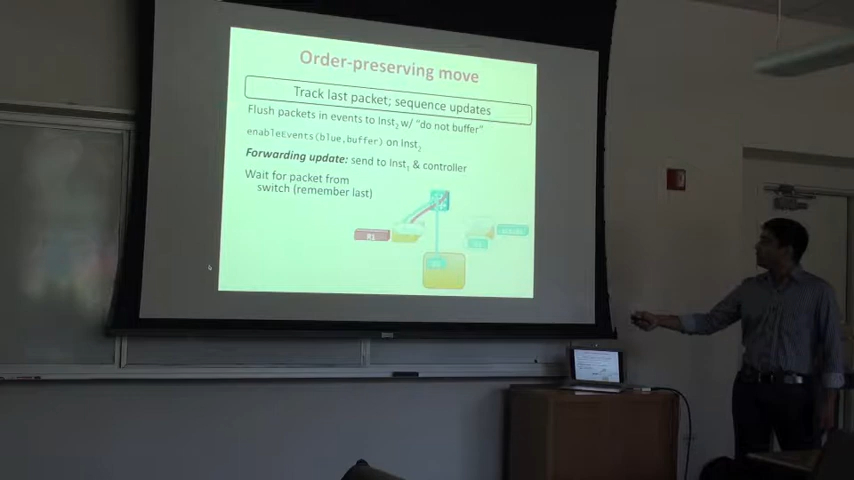 Order-preserving move
Track last packet; sequence updates
Flush packets in events to Inst2 w/ "do not buffer"
enableEvents(blue,buffer) on Inst2
Forwarding update: send to Inst1 & controller
Wait for packet from
switch (remember last)
R1